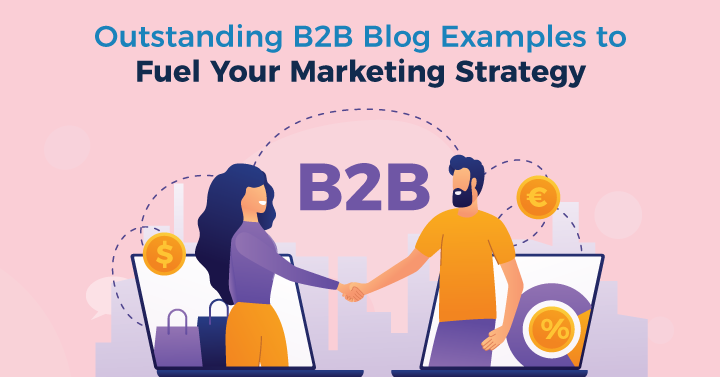 Outstanding B2B Blog Examples to
Fuel Your Marketing Strategy
B2B
€
$
%